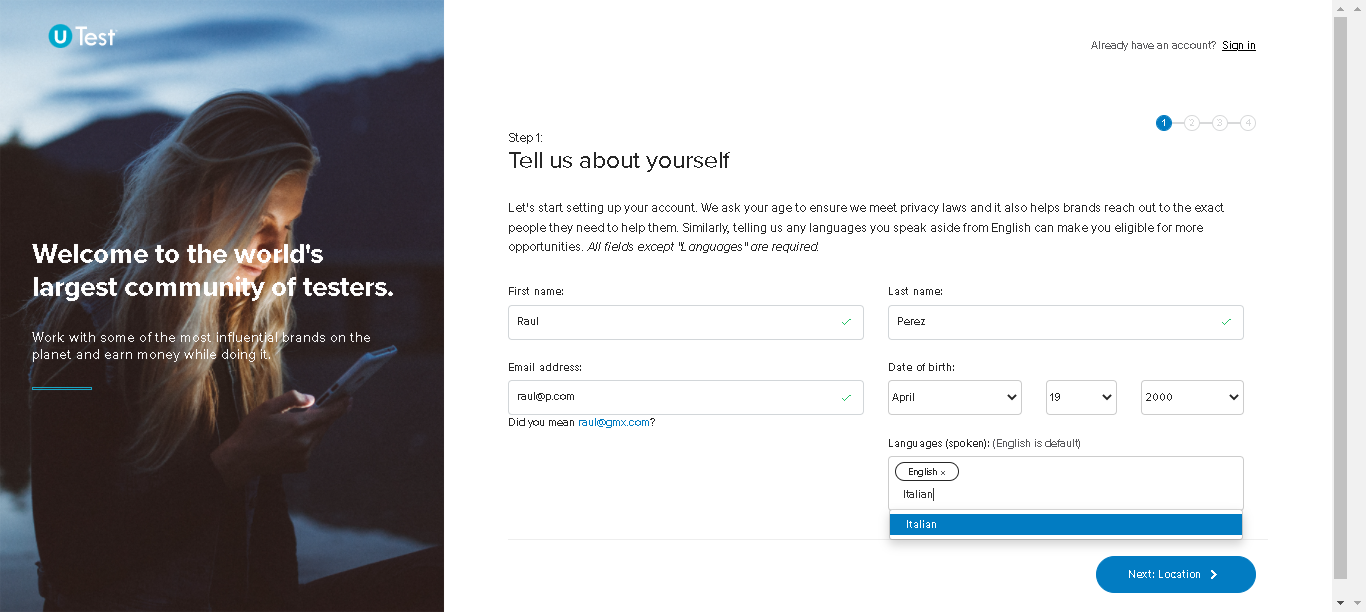 U Test
Already have an account? Sign in
1 2 3 4
Step 1:
Tell us about yourself
Let's start setting up your account. We ask your age to ensure we meet privacy laws and it also helps brands reach out to the exact
people they need to help them. Similarly, telling us any languages you speak aside from English can make you eligible for more
opportunities. All fields except "Languages" are required.
Welcome to the world's
largest community of testers.
Work with some of the most influential brands on the
planet and earn money while doing it.
First name:
Last name:
Raul
Perez
Email address:
Date of birth:
raul@p.com
April
19
2000
Did you mean raul@gmx.com?
Languages (spoken): (English is default)
English ×
Italian
Italian
Next: Location